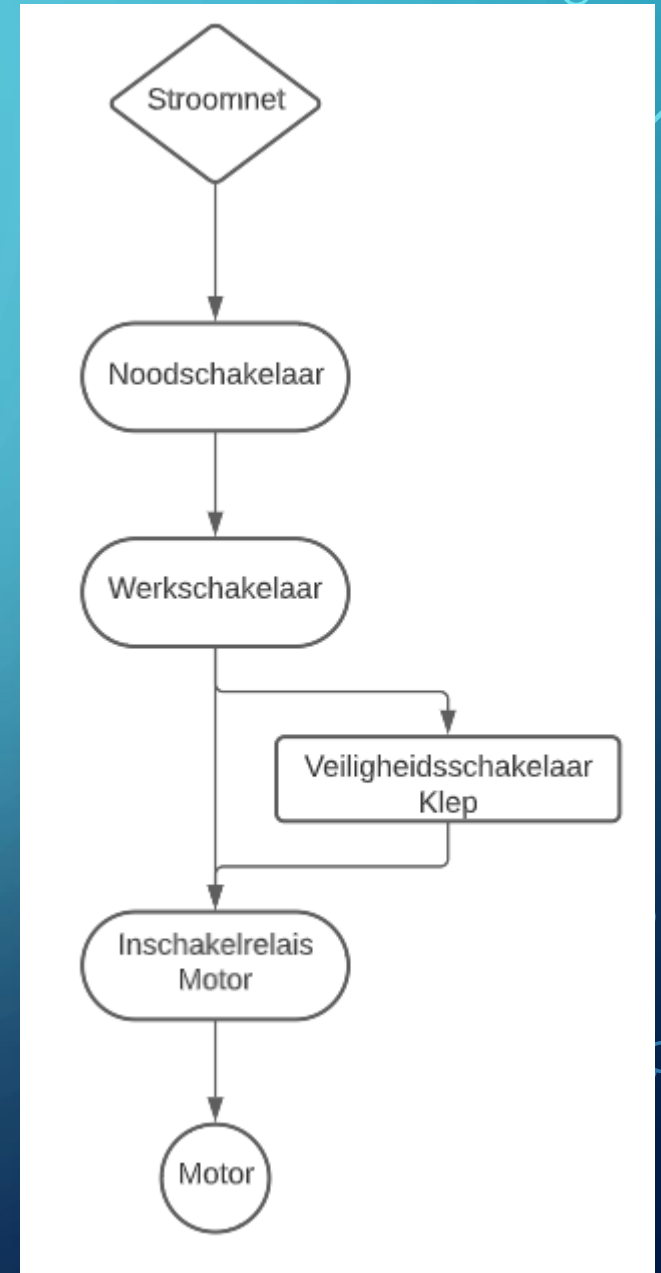 Stroomnet
Noodschakelaar
Werkschakelaar
Veiligheidsschakelaar
Klep
Inschakelrelais
Motor
Motor